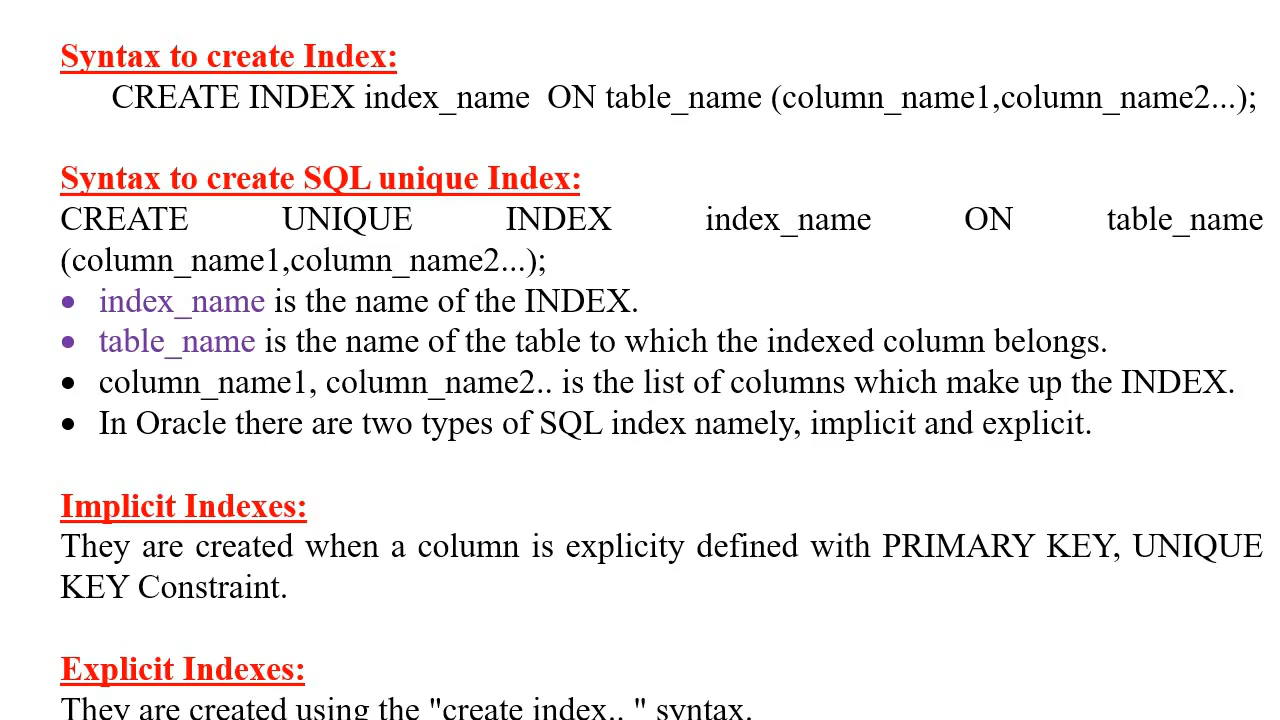 Syntax to create Index:
CREATE INDEX index_name ON table_name (column_name1,column_name2...);
Syntax to create SQL unique Index:
CREATE UNIQUE INDEX index_name ON table_name
(column_name1,column_name2...);
• index_name is the name of the INDEX.
• table_name is the name of the table to which the indexed column belongs.
• column_name1, column_name2.. is the list of columns which make up the INDEX.
• In Oracle there are two types of SQL index namely, implicit and explicit.
Implicit Indexes:
They are created when a column is explicity defined with PRIMARY KEY, UNIQUE
KEY Constraint.
Explicit Indexes:
They are created using the "create index.. " syntax.